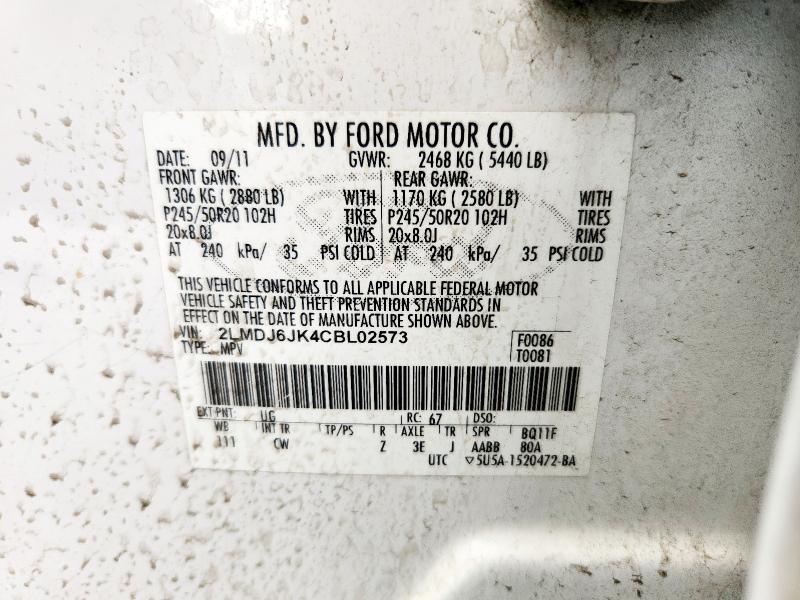 MFD. BY FORD MOTOR CO.
DATE: 09/11 GVWR: 2468 KG ( 5440 LB)
FRONT GAWR: REAR GAWR:
1306 KG ( 2880 LB) WITH 1170 KG ( 2580 LB) WITH
P245/50R20 102H TIRES P245/50R20 102H TIRES
20x8.0J RIMS 20x8.0J RIMS
AT 240 kPa/ 35 PSI COLD AT 240 kPa/ 35 PSI COLD
THIS VEHICLE CONFORMS TO ALL APPLICABLE FEDERAL MOTOR
VEHICLE SAFETY AND THEFT PREVENTION STANDARDS IN
EFFECT ON THE DATE OF MANUFACTURE SHOWN ABOVE.
VIN: 2LMDJ6JK4CBL02573 F0086
TYPE: MPV T0081
EXT PNT: UG RC: 67 DSO:
WB INT TR TP/PS R AXLE TR SPR BQ11F
111 CW Z 3E J AABB 80A
UTC ▽5U5A-1520472-BA